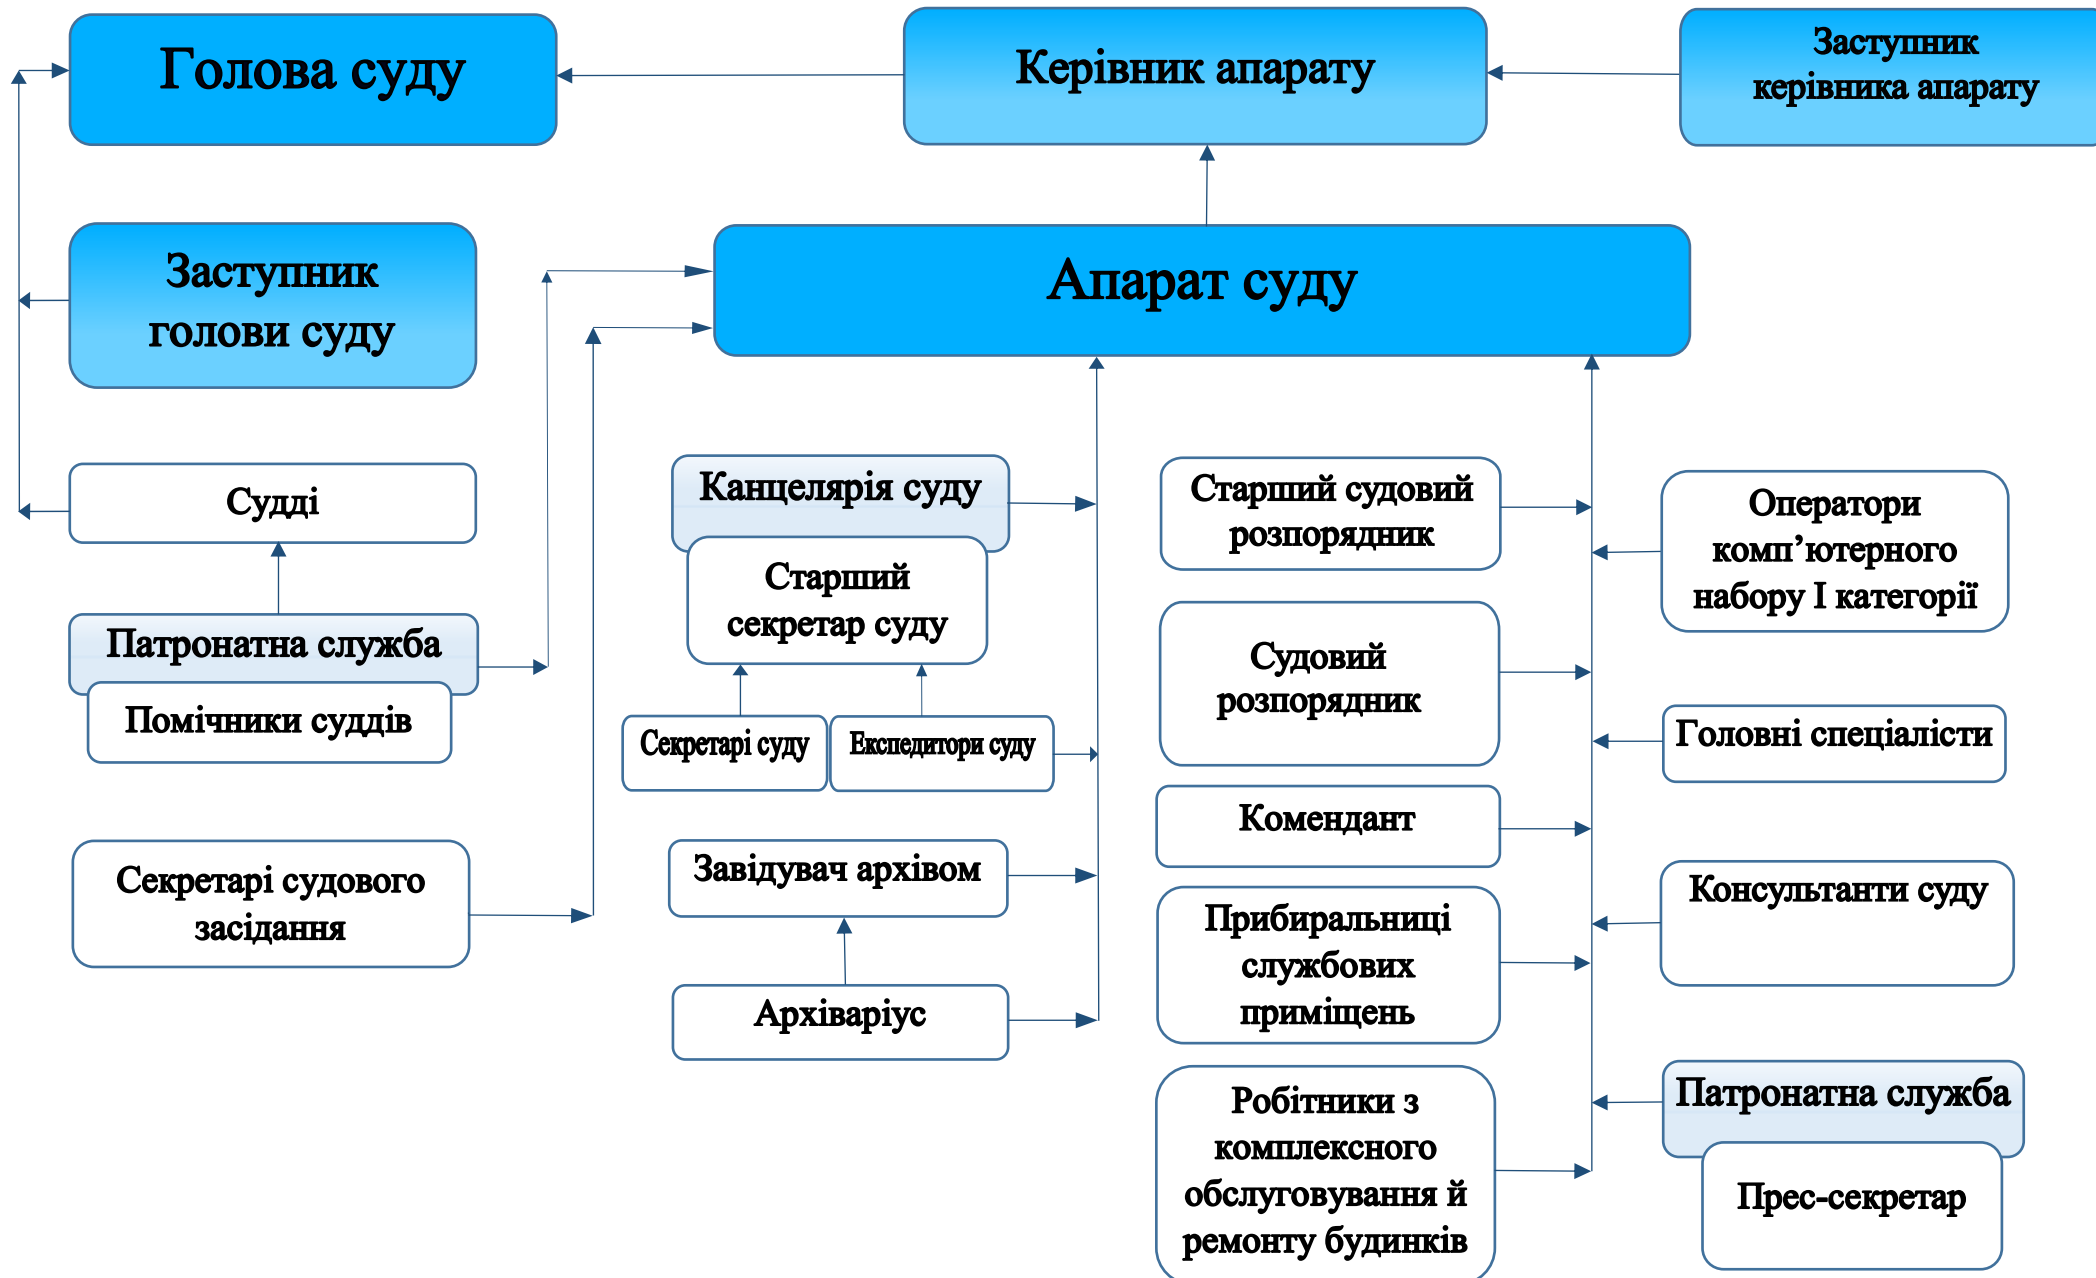 Голова суду
Керівник апарату
Заступник
керівника апарату
Заступник
голови суду
Апарат суду
Судді
Патронатна служба
Помічники суддів
Секретарі судового
засідання
Канцелярія суду
Старший
секретар суду
Секретарі суду
Експедитори суду
Завідувач архівом
Архіваріус
Старший судовий
розпорядник
Судовий
розпорядник
Комендант
Прибиральниці
службових
приміщень
Робітники з
комплексного
обслуговування й
ремонту будинків
Оператори
комп’ютерного
набору І категорії
Головні спеціалісти
Консультанти суду
Патронатна служба
Прес-секретар